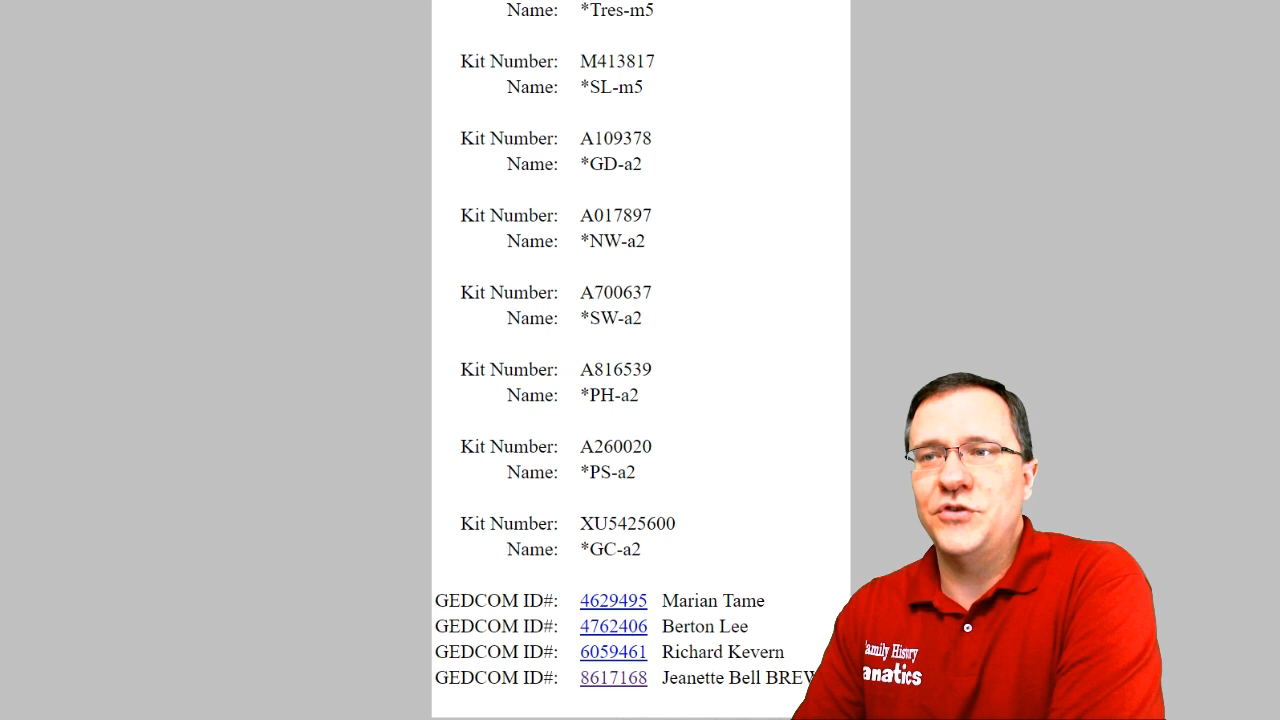 Name: *Tres-m5
Kit Number: M413817
Name: *SL-m5
Kit Number: A109378
Name: *GD-a2
Kit Number: A017897
Name: *NW-a2
Kit Number: A700637
Name: *SW-a2
Kit Number: A816539
Name: *PH-a2
Kit Number: A260020
Name: *PS-a2
Kit Number: XU5425600
Name: *GC-a2
GEDCOM ID#: 4629495 Marian Tame
GEDCOM ID#: 4762406 Berton Lee
GEDCOM ID#: 6059461 Richard Kevern
GEDCOM ID#: 8617168 Jeanette Bell